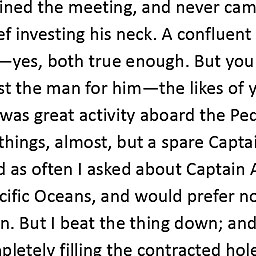 ined the meeting, and never cam
ef investing his neck. A confluent
—yes, both true enough. But you
st the man for him—the likes of y
was great activity aboard the Peq
things, almost, but a spare Captai
d as often I asked about Captain A
cific Oceans, and would prefer no
n. But I beat the thing down; and
pletely filling the contracted hole